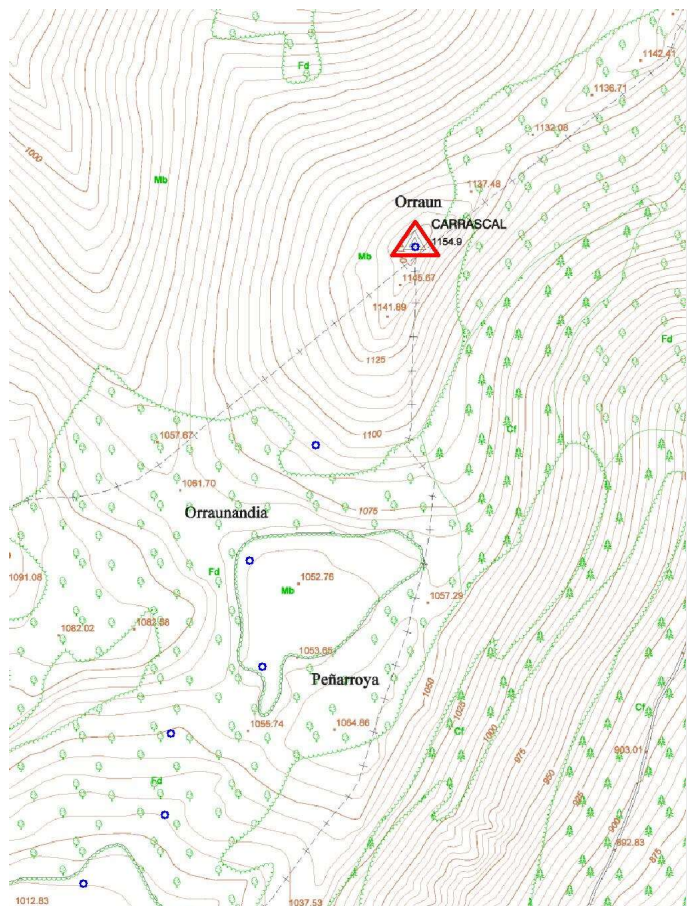 1142.41
Fd
1136.71
1132.08
1000
Mb
1137.48
Orraun
CARRASCAL
1154.9
Mb
1145.67
1141.89
Fd
1125
Cf
1100
1057.67
1061.70
1075
Orraunandia
Fd
1091.08
1052.76
Mb
1057.29
1062.02
1062.58
1053.65
Peñarroya
1050
1025
Cf
1000
1055.74
1054.86
Cf
975
903.01
950
Fd
925
900
892.83
875
1012.83
1037.53